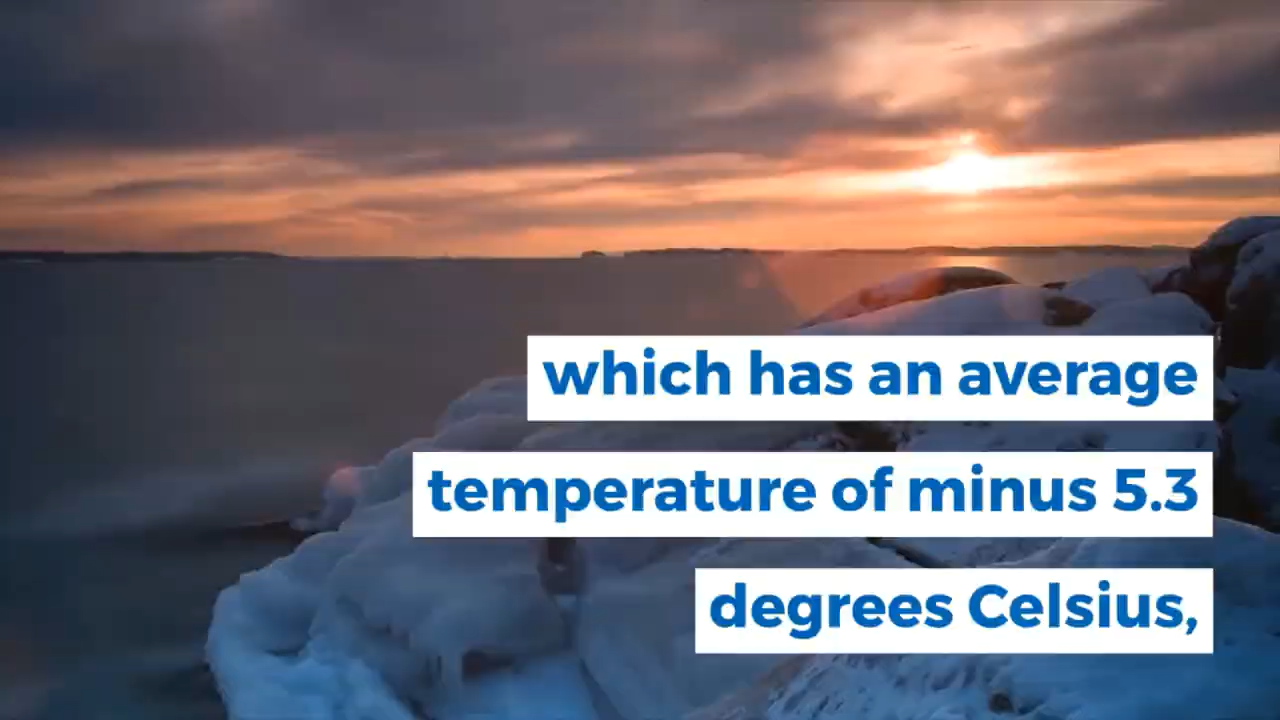 which has an average
temperature of minus 5.3
degrees Celsius,